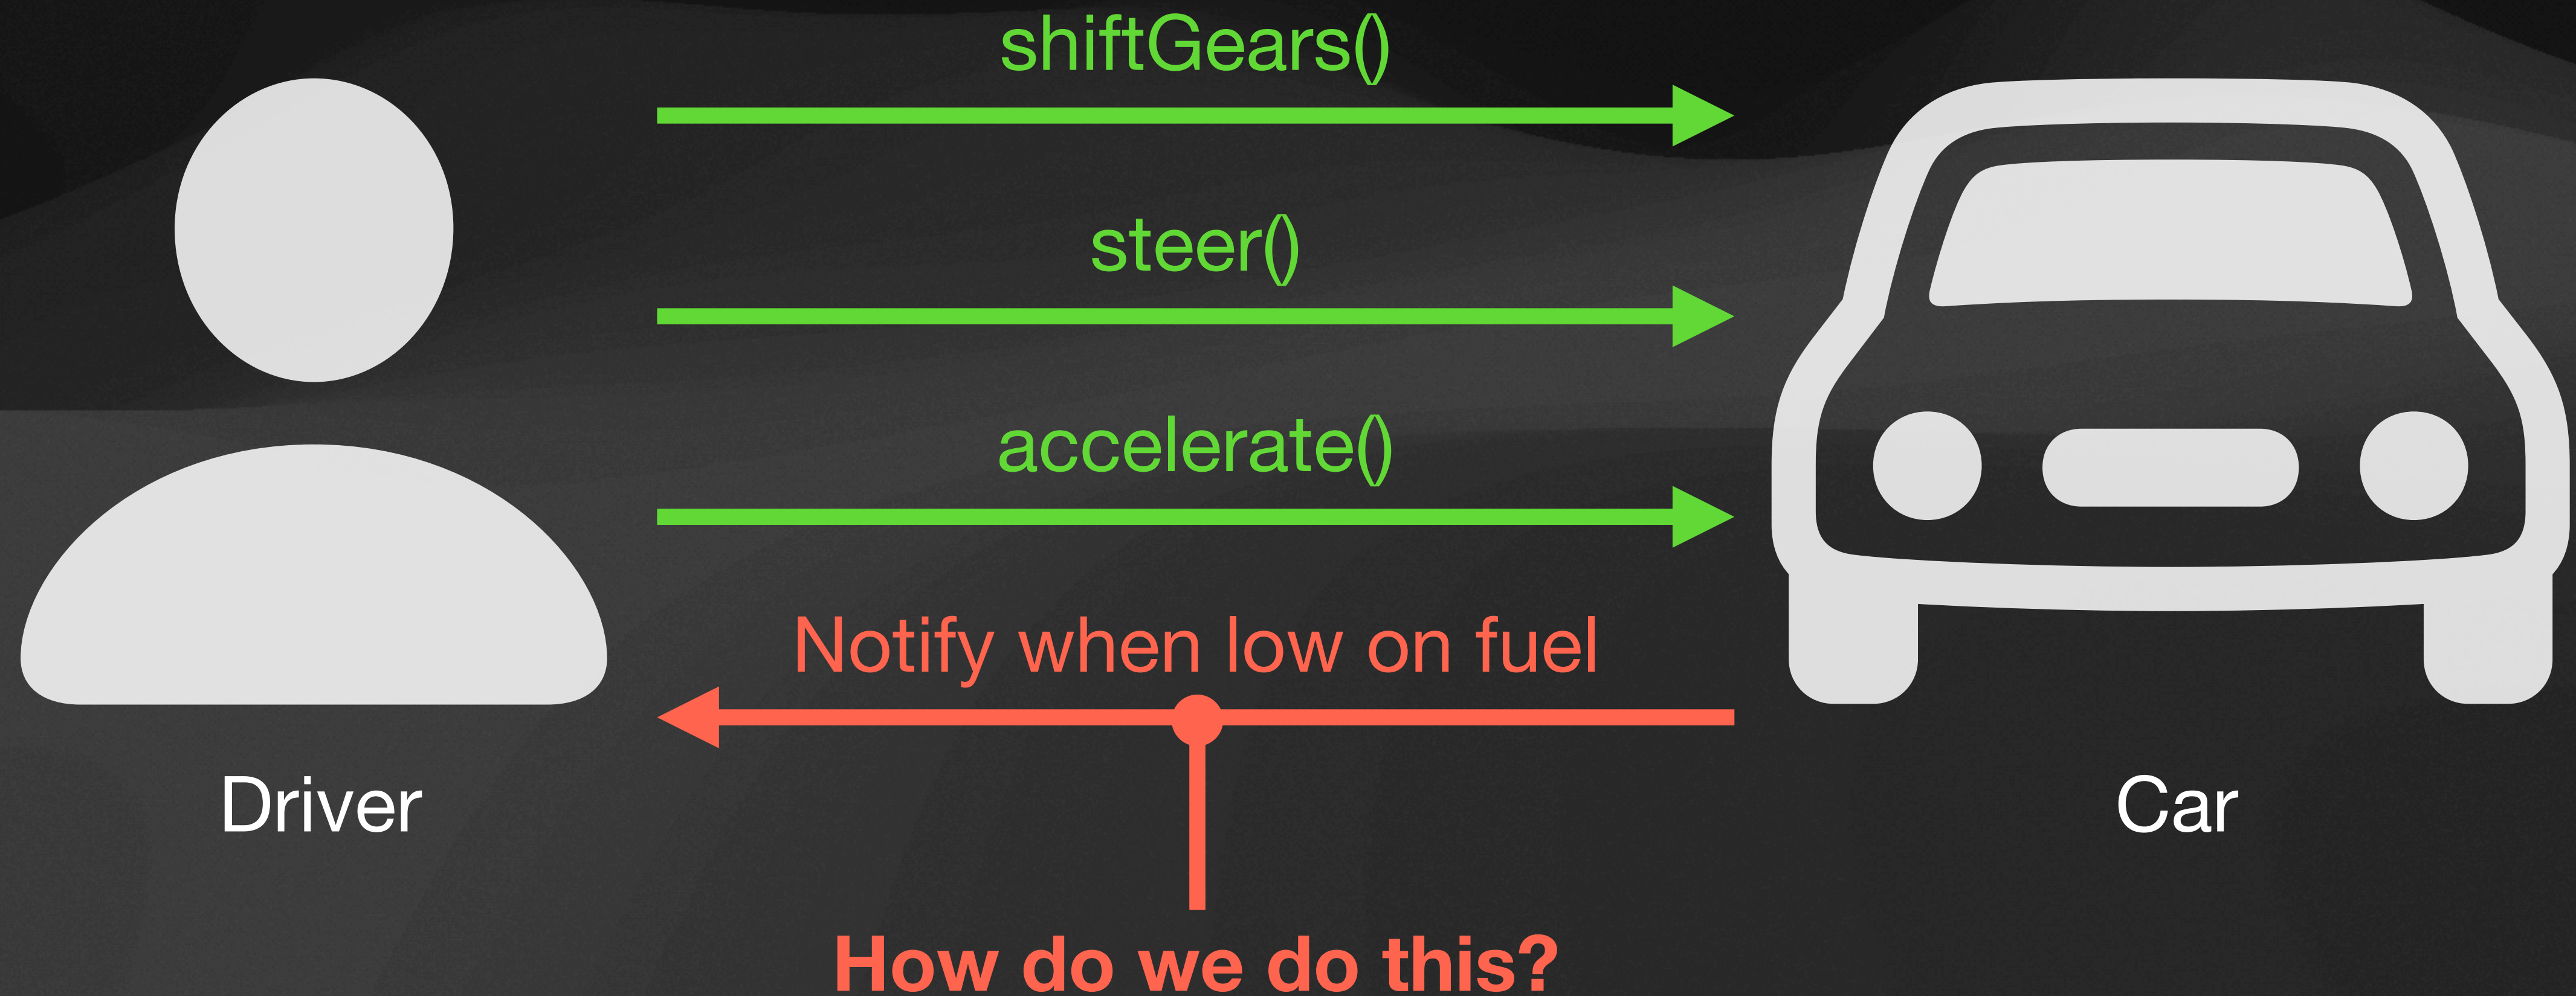 shiftGears()
steer()
accelerate()
Notify when low on fuel
Driver
Car
How do we do this?